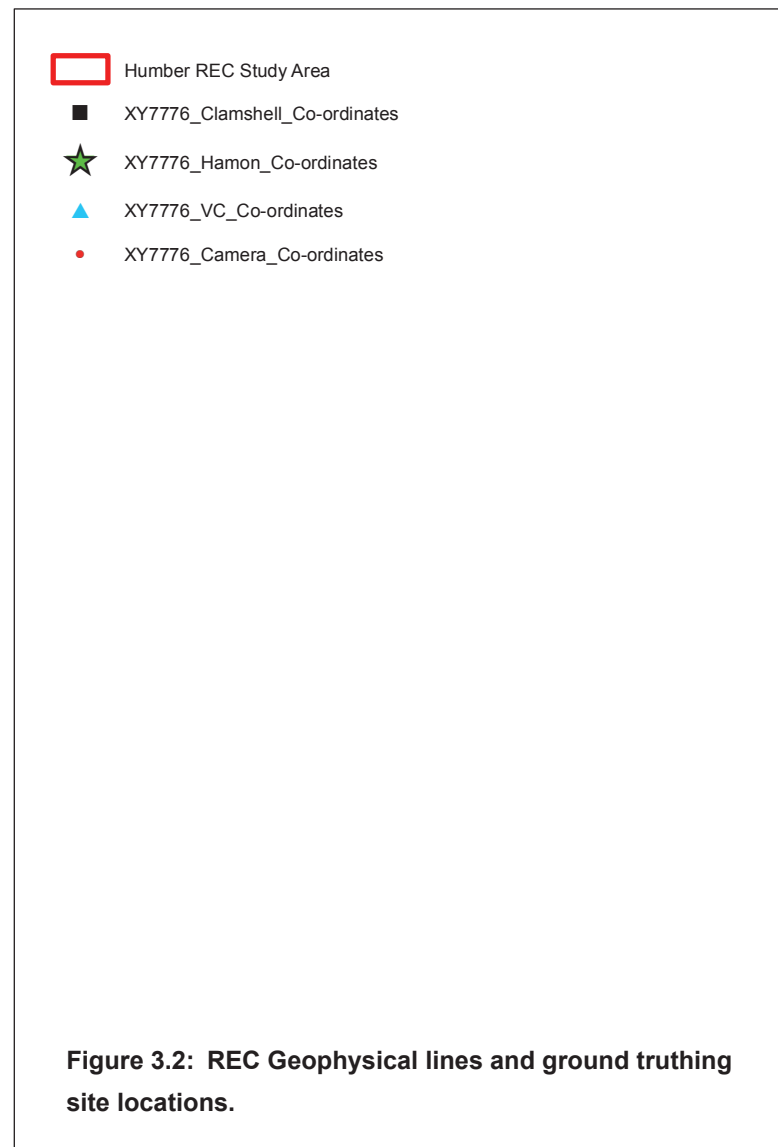 Humber REC Study Area
XY7776_Clamshell_Co-ordinates
XY7776_Hamon_Co-ordinates
XY7776_VC_Co-ordinates
XY7776_Camera_Co-ordinates
Figure 3.2: REC Geophysical lines and ground truthing
site locations.